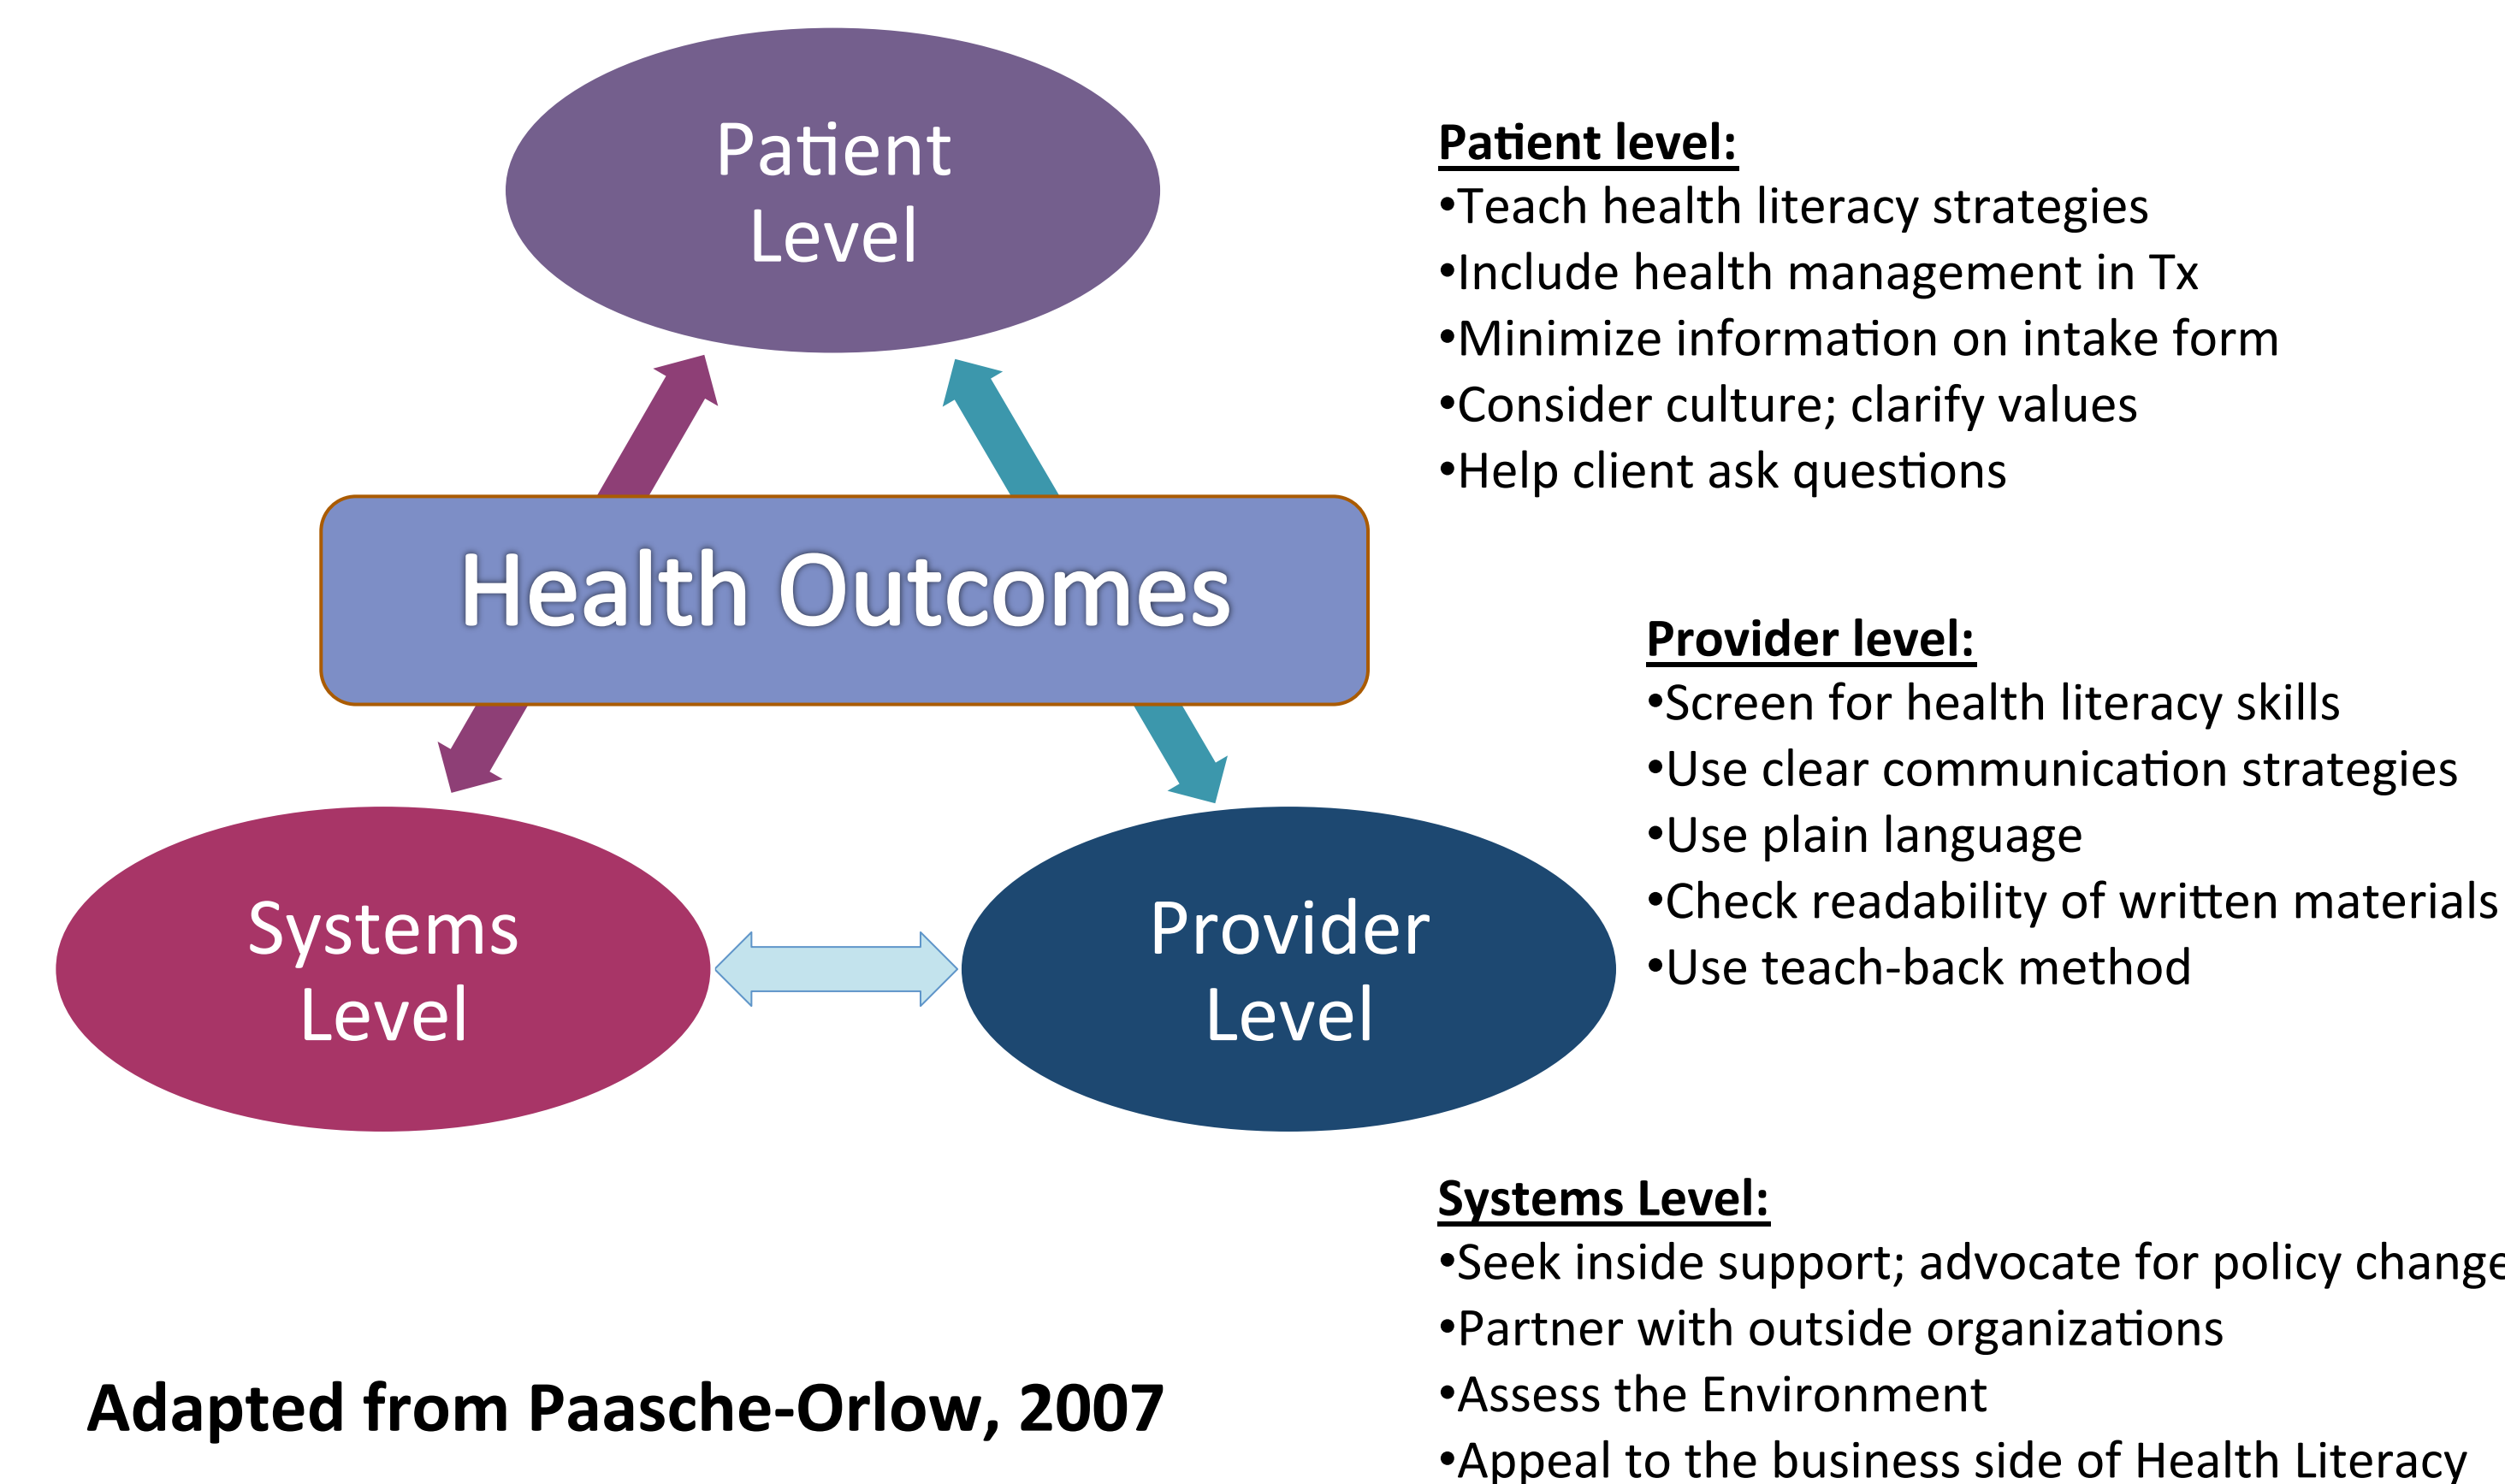 Patient
Level
Health Outcomes
Systems
Level
Provider
Level
Adapted from Paasche-Orlow, 2007
Patient level:
•Teach health literacy strategies
•Include health management in Tx
•Minimize information on intake form
•Consider culture; clarify values
•Help client ask questions
Provider level:
•Screen for health literacy skills
•Use clear communication strategies
•Use plain language
•Check readability of written materials
•Use teach-back method
Systems Level:
•Seek inside support; advocate for policy change
•Partner with outside organizations
•Assess the Environment
•Appeal to the business side of Health Literacy